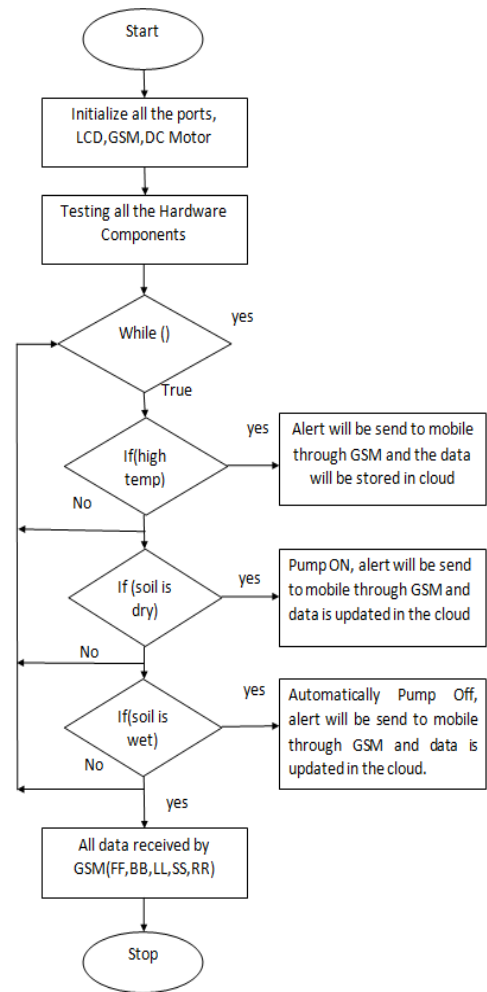 Start
Initialize all the ports,
LCD,GSM,DC Motor
Testing all the Hardware
Components
yes
While ()
True
yes
If(high
temp)
Alert will be send to mobile
through GSM and the data
will be stored in cloud
No
If (soil is
dry)
yes
Pump ON, alert will be send
to mobile through GSM and
data is updated in the cloud
No
If(soil is
wet)
yes
Automatically Pump Off,
alert will be send to mobile
through GSM and data is
updated in the cloud.
No
yes
All data received by
GSM(FF,BB,LL,SS,RR)
Stop